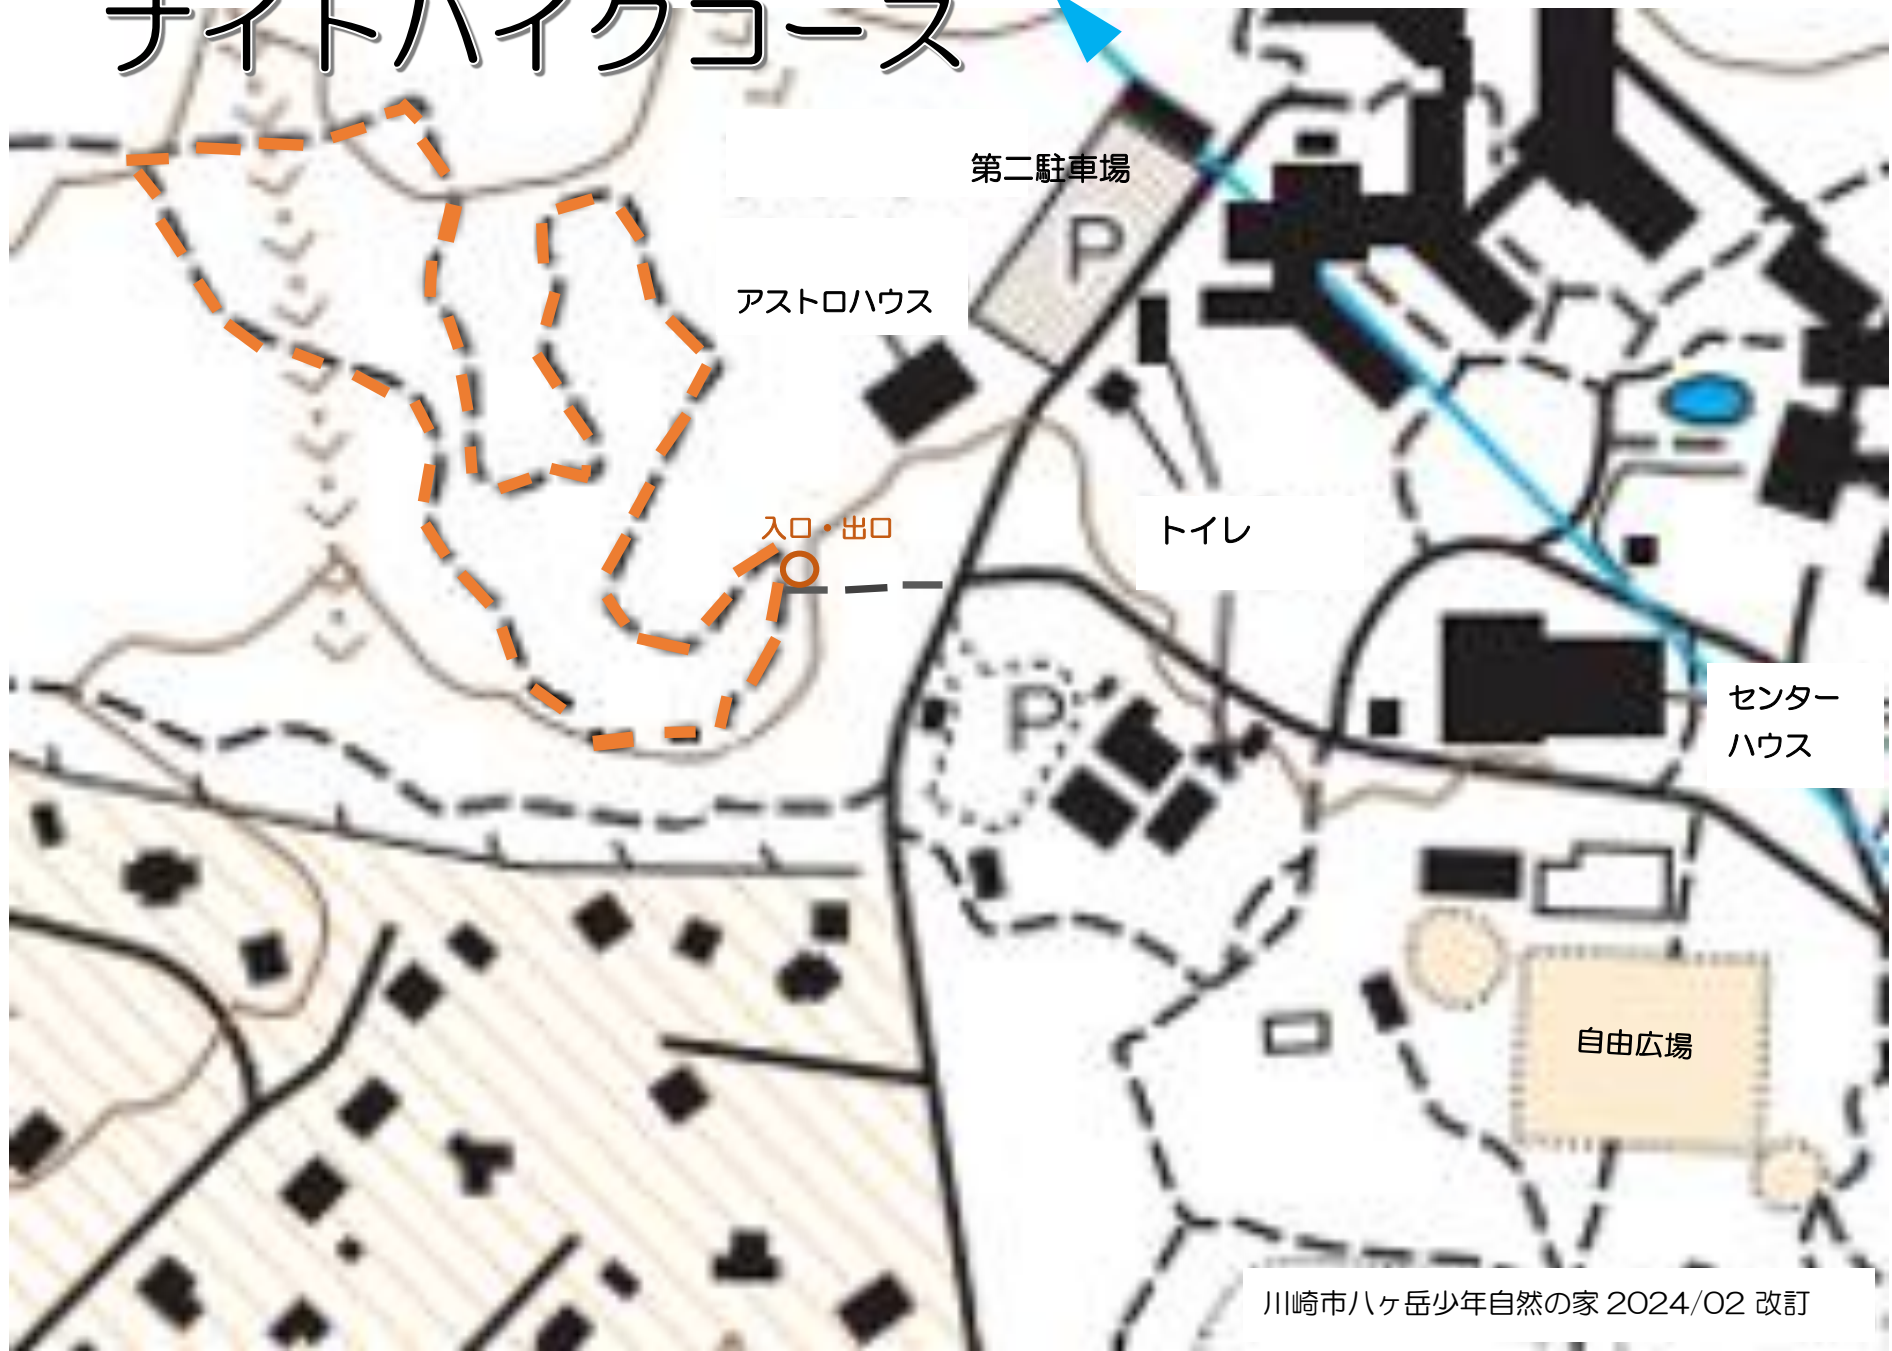 ナイトハイクコース
第二駐車場
P
アストロハウス
入口・出口
トイレ
P
センター
ハウス
自由広場
川崎市八ヶ岳少年自然の家 2024/02 改訂